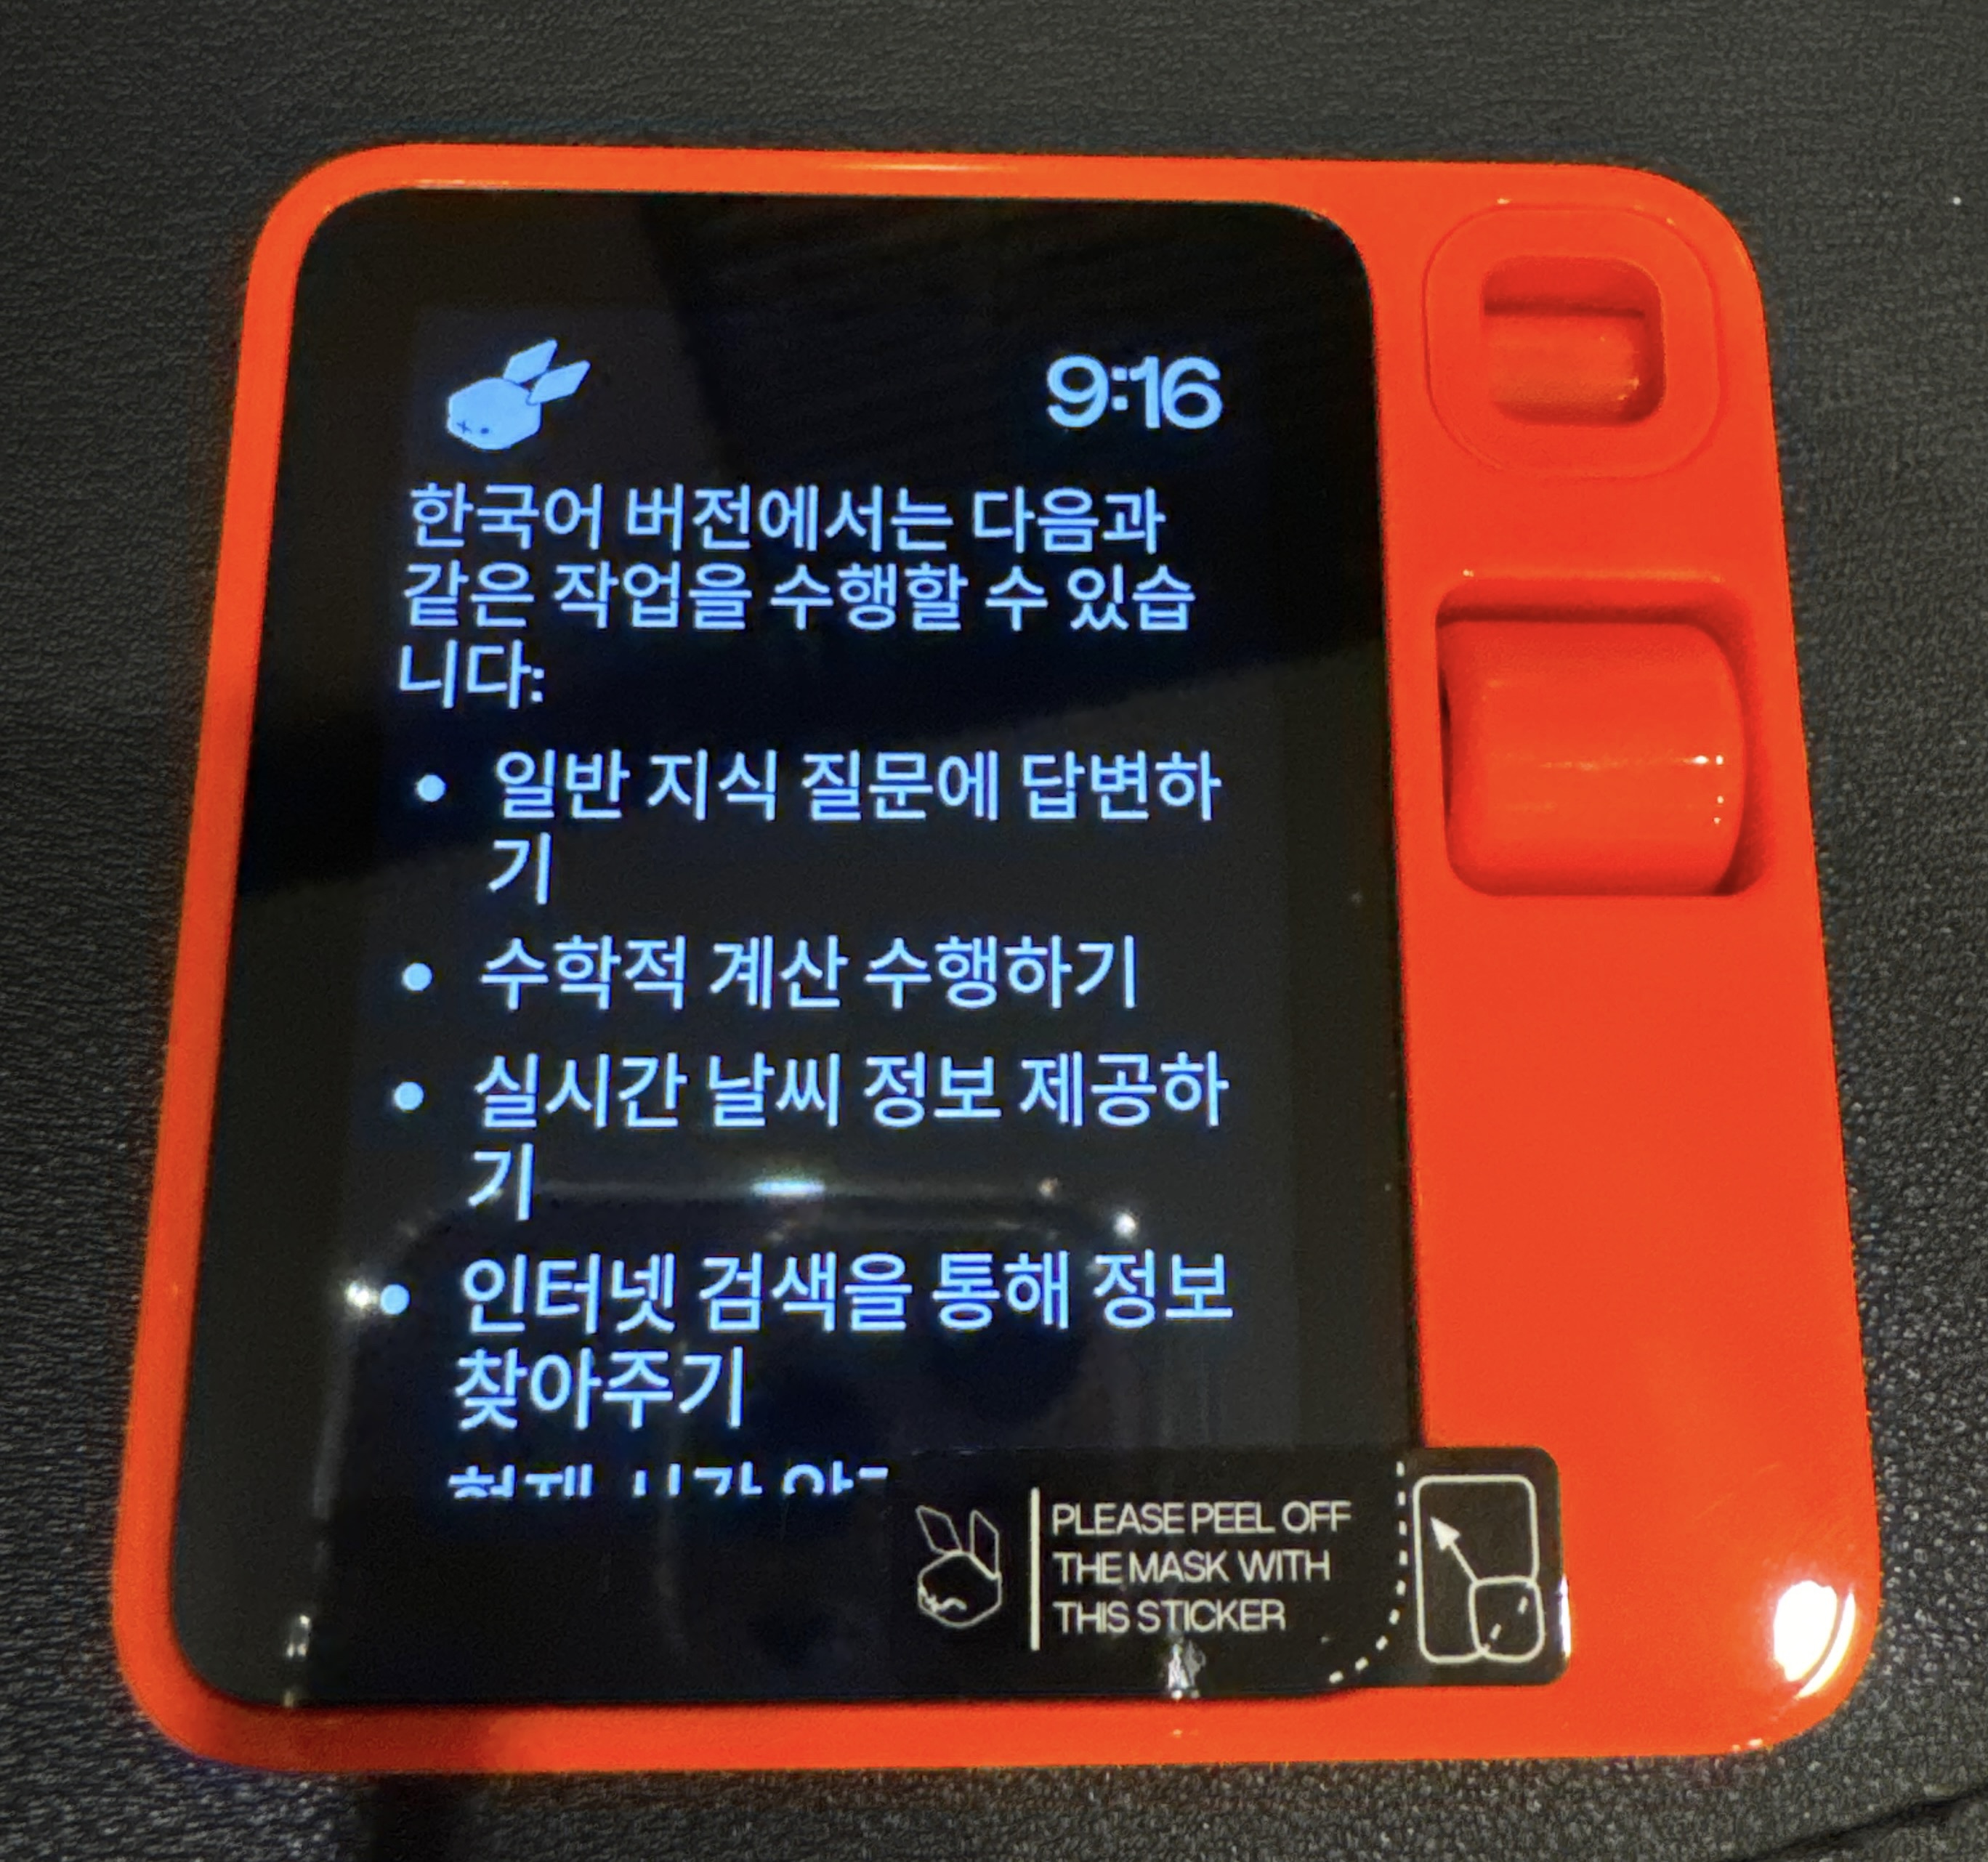 9:16
한국어 버전에서는 다음과
같은 작업을 수행할 수 있습
니다:
• 일반 지식 질문에 답변하
기
• 수학적 계산 수행하기
• 실시간 날씨 정보 제공하
기
• 인터넷 검색을 통해 정보
찾아주기
PLEASE PEEL OFF
THE MASK WITH
THIS STICKER